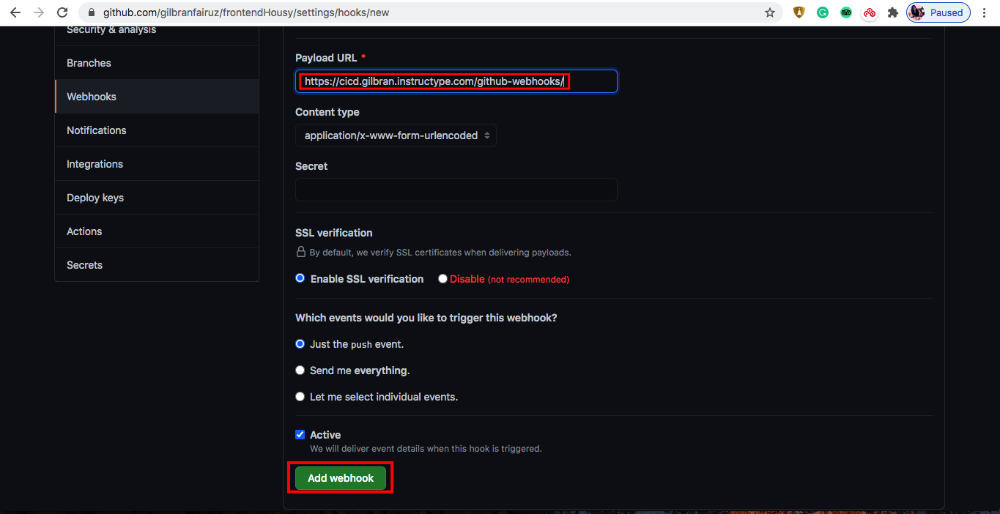 github.com/gilbranfairuz/frontendHousy/settings/hooks/new
Paused
Security & analysis
Branches
Webhooks
Notifications
Integrations
Deploy keys
Actions
Secrets
Payload URL *
https://cicd.gilbran.instructype.com/github-webhooks/
Content type
application/x-www-form-urlencoded
Secret
SSL verification
By default, we verify SSL certificates when delivering payloads.
Enable SSL verification Disable (not recommended)
Which events would you like to trigger this webhook?
Just the push event.
Send me everything.
Let me select individual events.
Active
We will deliver event details when this hook is triggered.
Add webhook